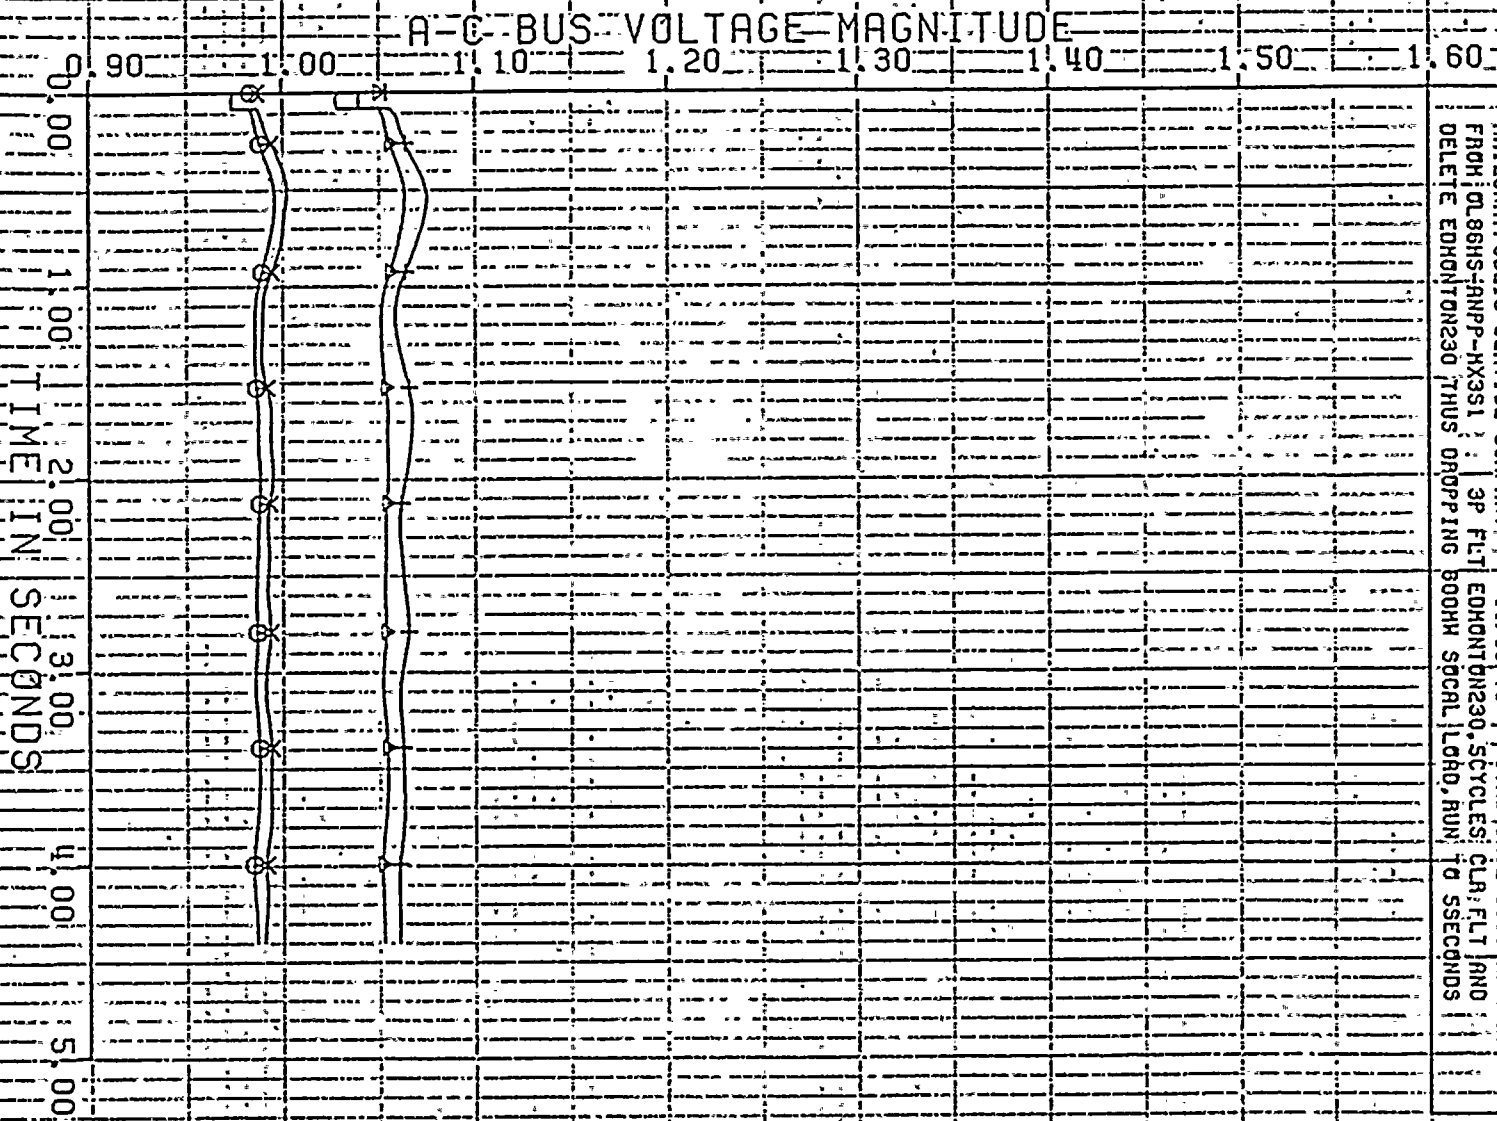 A-C BUS VOLTAGE MAGNITUDE
0.90 1.00 1.10 1.20 1.30 1.40 1.50 1.60
0.00 1.00 2.00 3.00 4.00 5.00
TIME IN SECONDS
FROM OL86HS-ANPP-MX3S1 : 3P FLT EDMONTON230,5CYCLES CLR FLT AND
DELETE EDMONTON230 THUS DROPPING 800MW SOCAL LOAD,RUN TO 5SECONDS